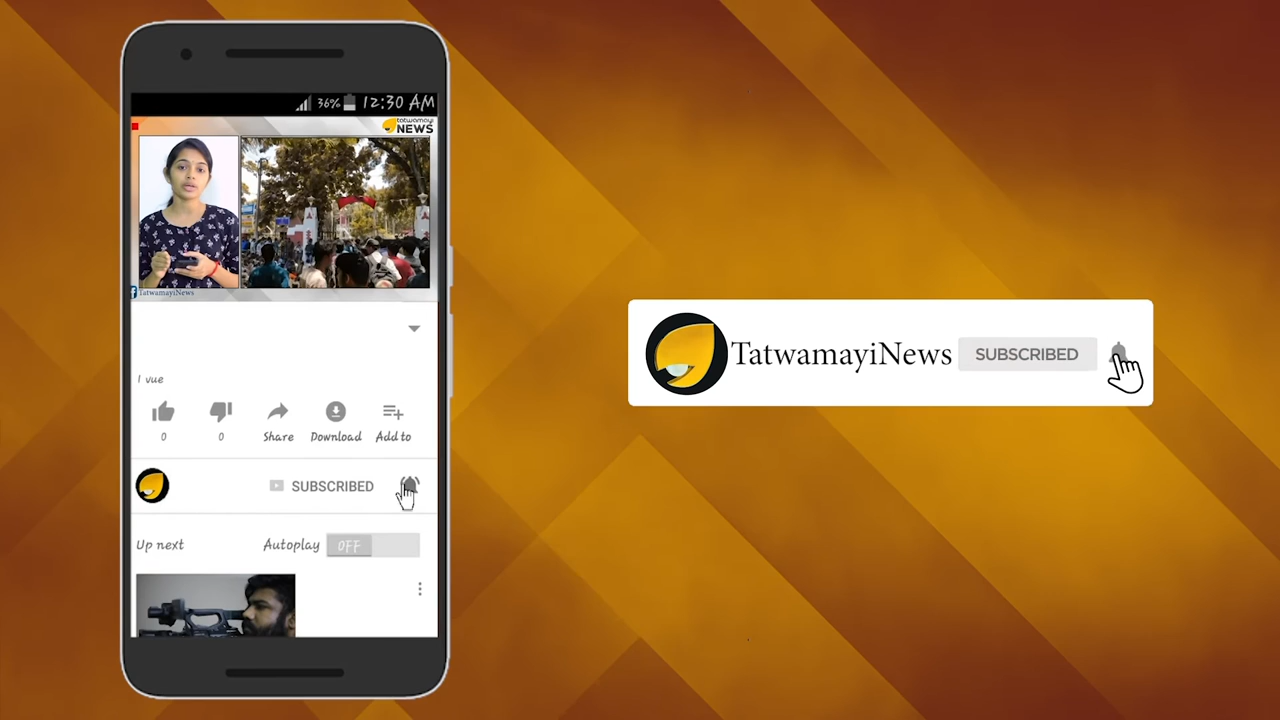 36% 12:30 AM
tatwamayi
NEWS
TatwamayiNews
1 vue
0 0 Share Download Add to
SUBSCRIBED
Up next Autoplay OFF
TatwamayiNews SUBSCRIBED